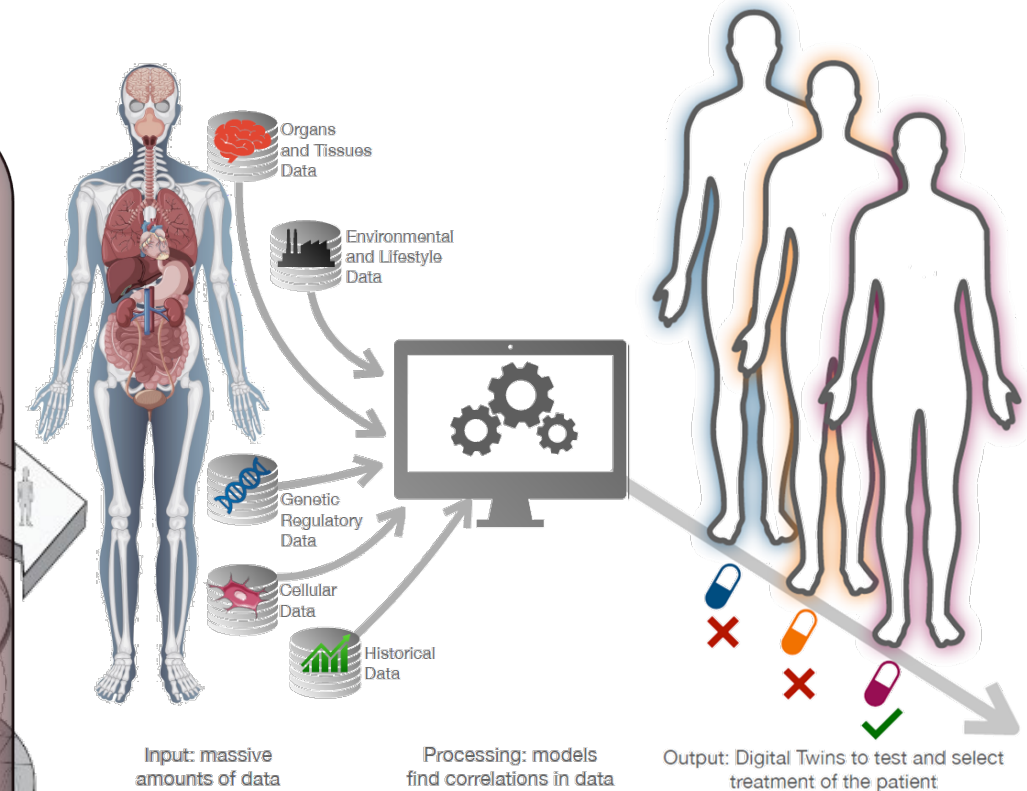 Organs
and Tissues
Data
Environmental
and Lifestyle
Data
Genetic
Regulatory
Data
Cellular
Data
Historical
Data
Input: massive
amounts of data
Processing: models
find correlations in data
Output: Digital Twins to test and select
treatment of the patient